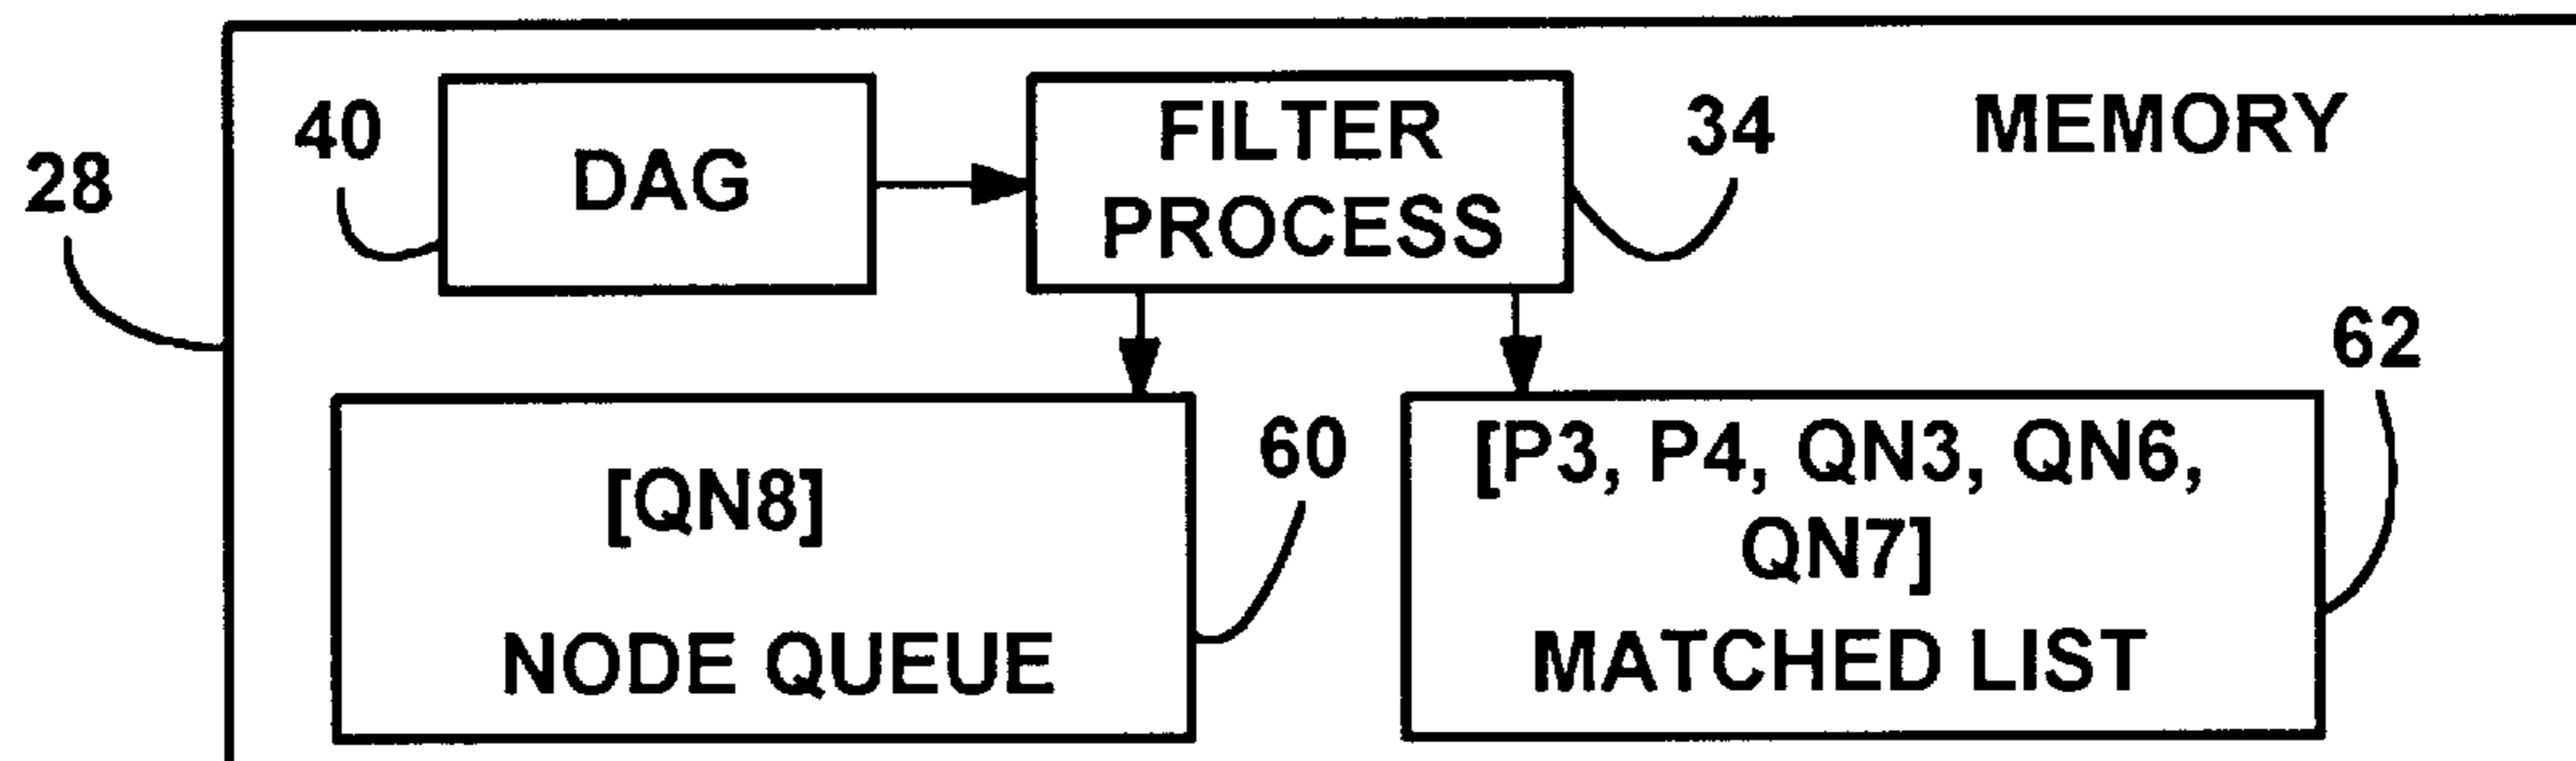 28
40
DAG
FILTER
PROCESS
34
MEMORY
[QN8]
NODE QUEUE
60
[P3, P4, QN3, QN6,
QN7]
MATCHED LIST
62